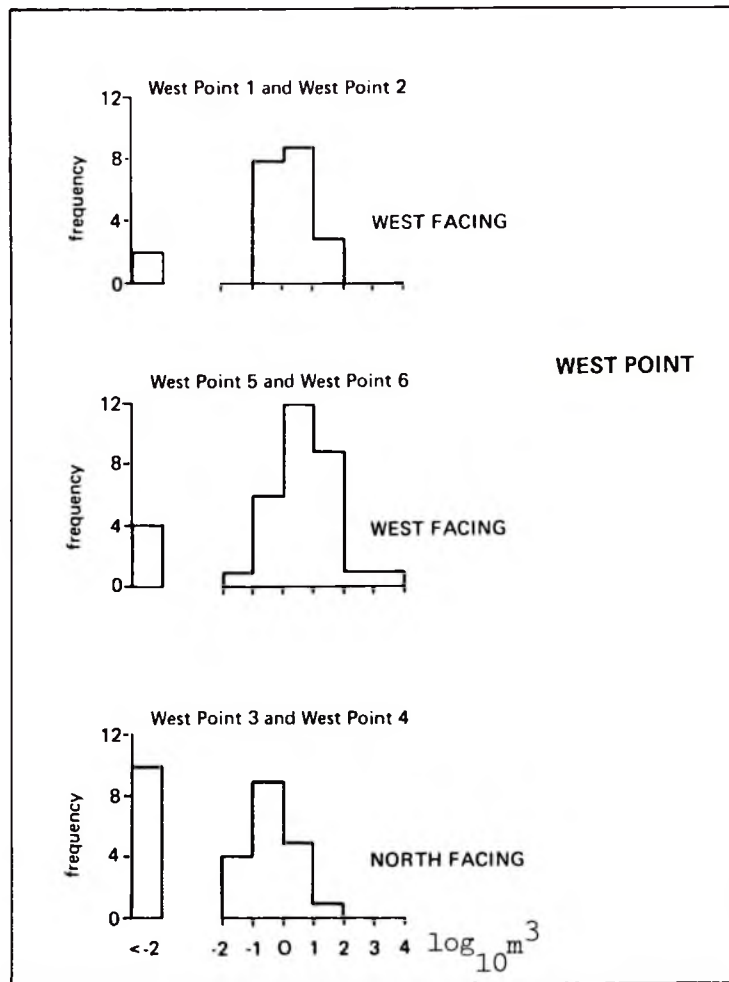 West Point 1 and West Point 2
12
8
4
0
frequency
WEST FACING
WEST POINT
West Point 5 and West Point 6
12
8
4
0
frequency
WEST FACING
West Point 3 and West Point 4
12
8
4
0
frequency
NORTH FACING
<-2 -2 -1 0 1 2 3 4 log10m3